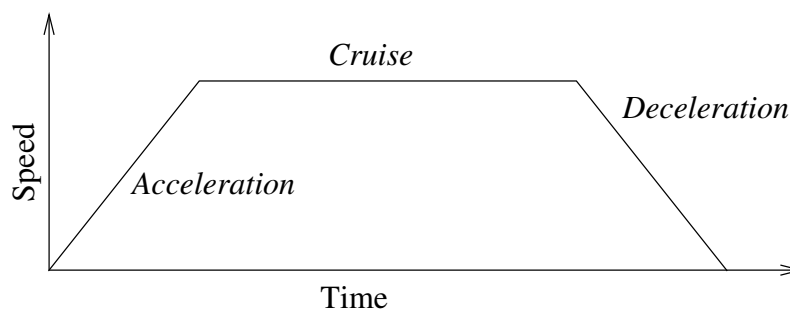 Cruise
Deceleration
Speed
Acceleration
Time